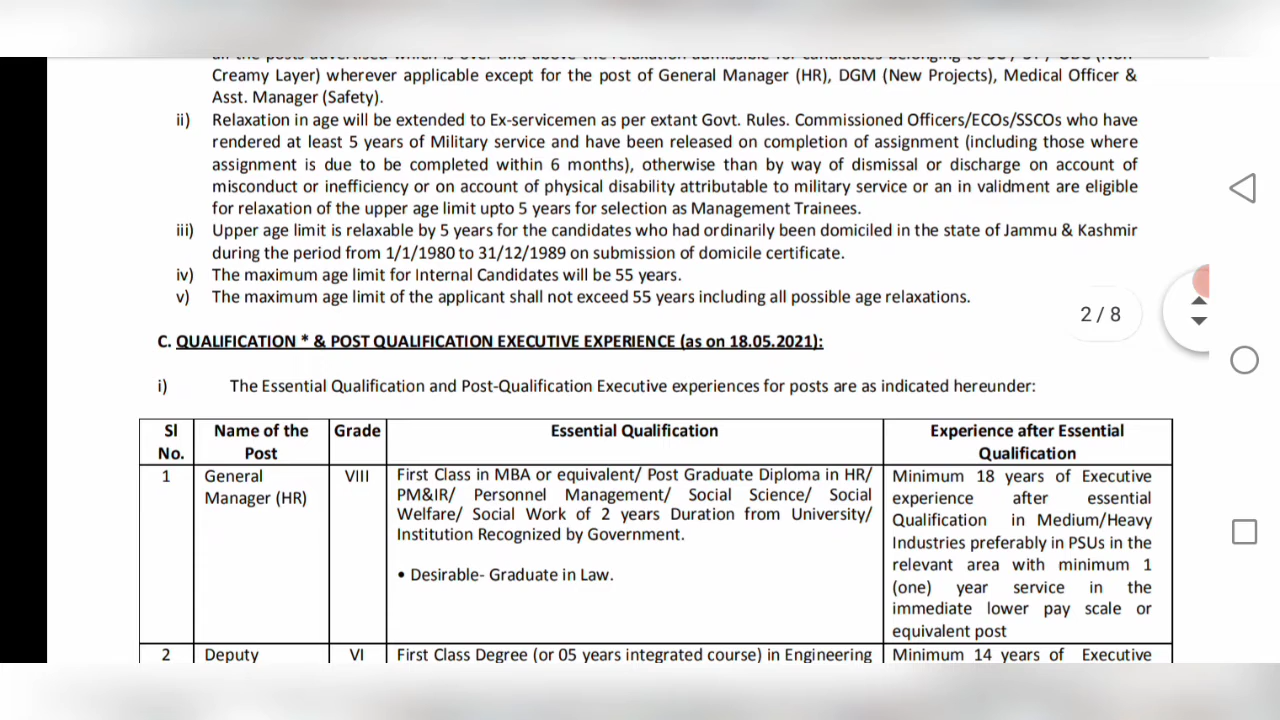 Creamy Layer) wherever applicable except for the post of General Manager (HR), DGM (New Projects), Medical Officer &
Asst. Manager (Safety).
ii) Relaxation in age will be extended to Ex-servicemen as per extant Govt. Rules. Commissioned Officers/ECOs/SSCOs who have
rendered at least 5 years of Military service and have been released on completion of assignment (including those where
assignment is due to be completed within 6 months), otherwise than by way of dismissal or discharge on account of
misconduct or inefficiency or on account of physical disability attributable to military service or an in validment are eligible
for relaxation of the upper age limit upto 5 years for selection as Management Trainees.
iii) Upper age limit is relaxable by 5 years for the candidates who had ordinarily been domiciled in the state of Jammu & Kashmir
during the period from 1/1/1980 to 31/12/1989 on submission of domicile certificate.
iv) The maximum age limit for Internal Candidates will be 55 years.
v) The maximum age limit of the applicant shall not exceed 55 years including all possible age relaxations.
2 / 8
C. QUALIFICATION * & POST QUALIFICATION EXECUTIVE EXPERIENCE (as on 18.05.2021):
i) The Essential Qualification and Post-Qualification Executive experiences for posts are as indicated hereunder:
Sl
No.
Name of the
Post
Grade
Essential Qualification
Experience after Essential
Qualification
1
General
Manager (HR)
VIII
First Class in MBA or equivalent/ Post Graduate Diploma in HR/
PM&IR/ Personnel Management/ Social Science/ Social
Welfare/ Social Work of 2 years Duration from University/
Institution Recognized by Government.
• Desirable- Graduate in Law.
Minimum 18 years of Executive
experience after essential
Qualification in Medium/Heavy
Industries preferably in PSUs in the
relevant area with minimum 1
(one) year service in the
immediate lower pay scale or
equivalent post
2
Deputy
VI
First Class Degree (or 05 years integrated course) in Engineering
Minimum 14 years of Executive